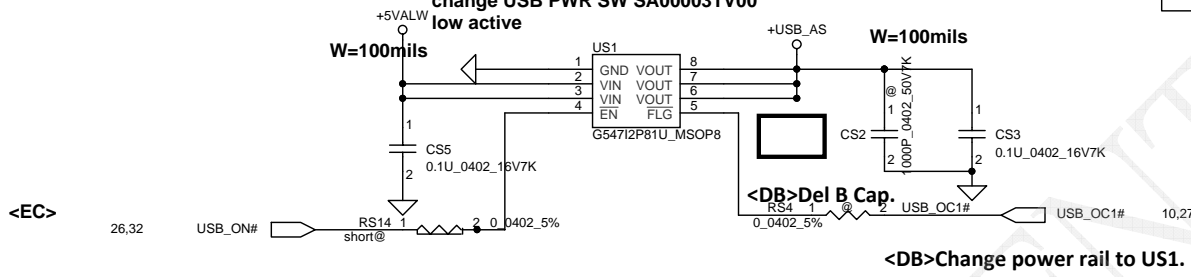 change USB PWR SW SA00003TV00
low active
+5VALW
W=100mils
+USB_AS
W=100mils
US1
1 GND VOUT 8
2 VIN VOUT 7
3 VIN VOUT 6
4 EN FLG 5
G547I2P81U_MSOP8
1
CS5
0.1U_0402_16V7K
2
@
1
CS2
2
1000P_0402_50V7K
1
CS3
0.1U_0402_16V7K
2
<DB>Del B Cap.
<EC>
26,32
USB_ON#
RS14 1
short@
2 0_0402_5%
RS4 1
@
2
0_0402_5%
USB_OC1#
USB_OC1#
10,27
<DB>Change power rail to US1.